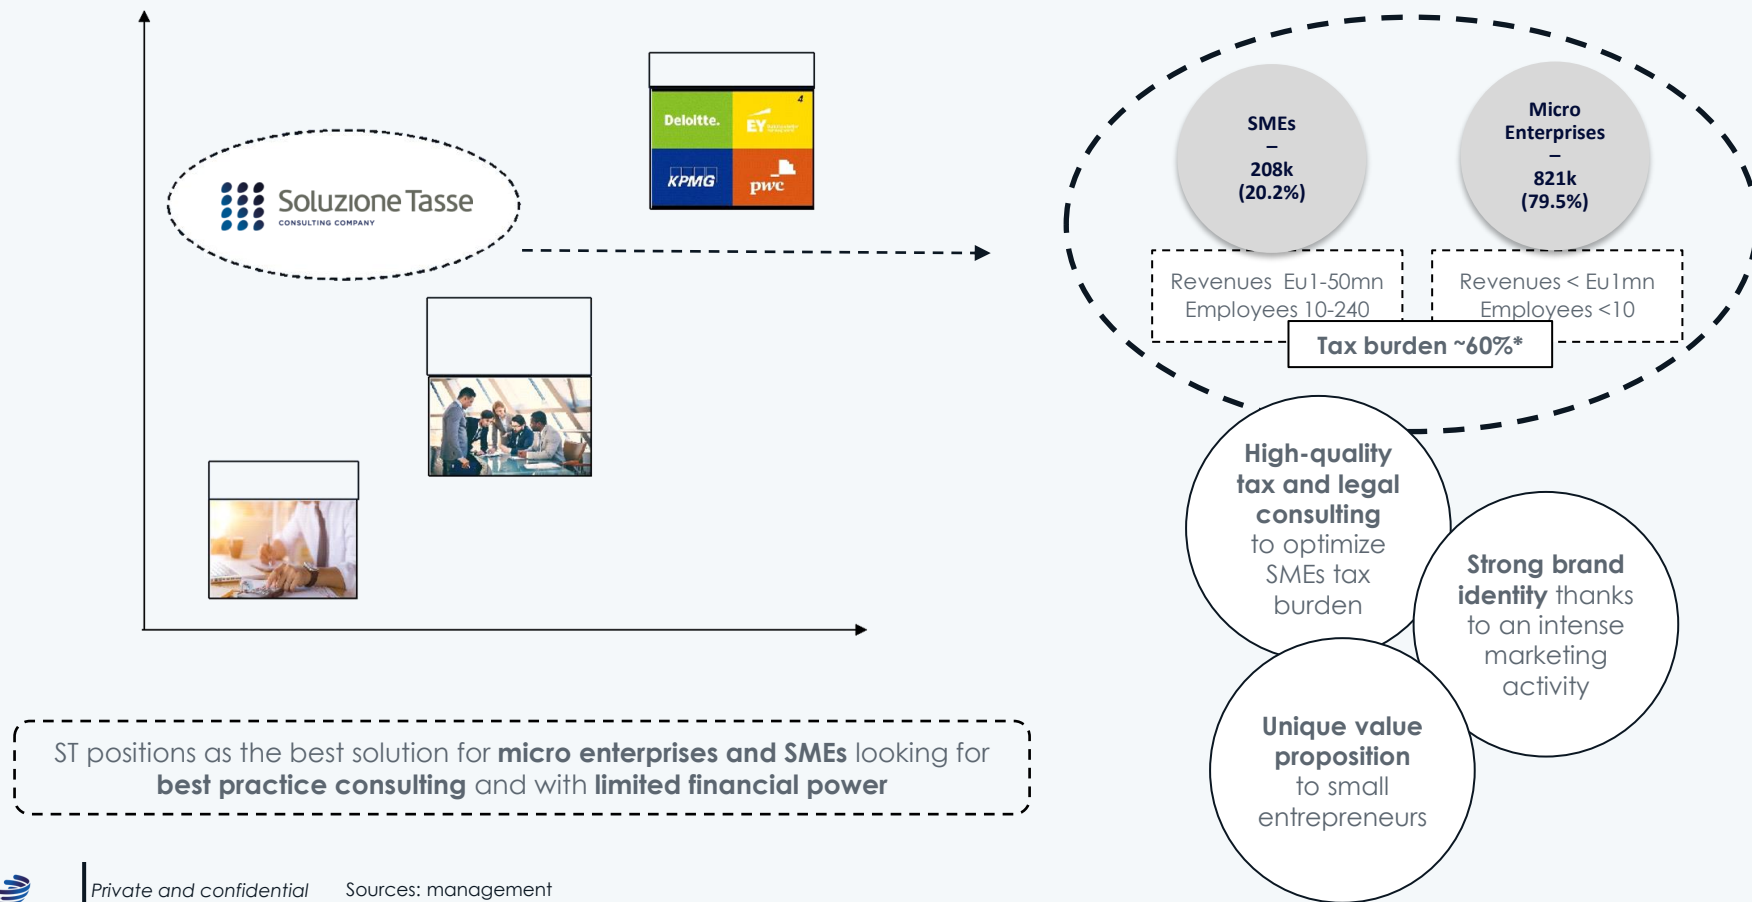 Deloitte.
4
EY
KPMG
pwc
Soluzione Tasse
CONSULTING COMPANY
SMEs
–
208k
(20.2%)
Micro
Enterprises
–
821k
(79.5%)
Revenues Eu1-50mn
Employees 10-240
Revenues < Eu1mn
Employees <10
Tax burden ~60%*
High-quality
tax and legal
consulting
to optimize
SMEs tax
burden
Strong brand
identity thanks
to an intense
marketing
activity
Unique value
proposition
to small
entrepreneurs
ST positions as the best solution for micro enterprises and SMEs looking for
best practice consulting and with limited financial power
Private and confidential
Sources: management